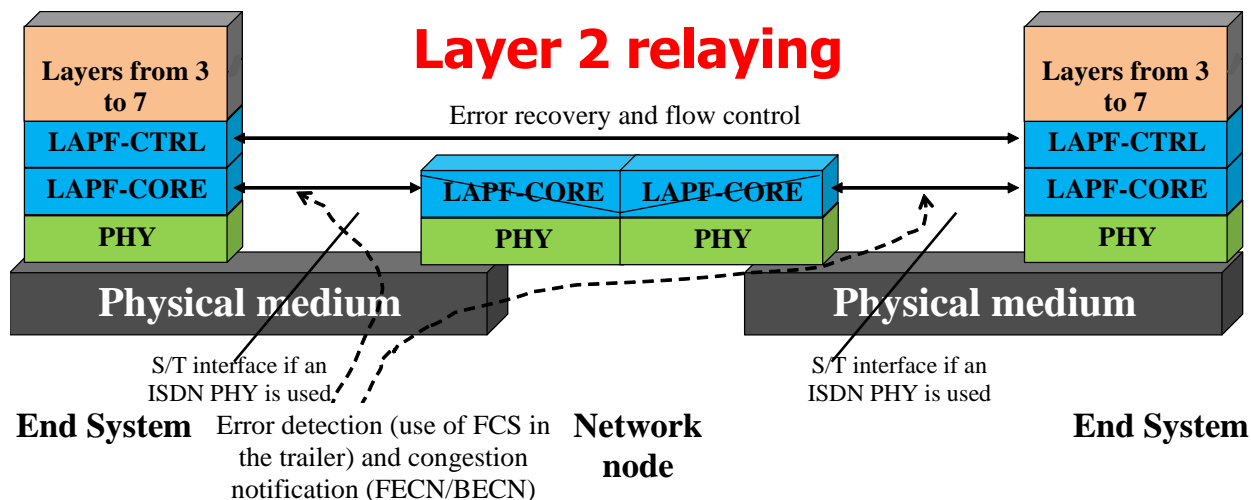 Layer 2 relaying
Layers from 3
to 7
LAPF-CTRL
LAPF-CORE
PHY
Error recovery and flow control
LAPF-CORE
LAPF-CORE
PHY
PHY
Layers from 3
to 7
LAPF-CTRL
LAPF-CORE
PHY
Physical medium
Physical medium
S/T interface if an
ISDN PHY is used
S/T interface if an
ISDN PHY is used
End System
Error detection (use of FCS in
the trailer) and congestion
notification (FECN/BECN)
Network
node
End System